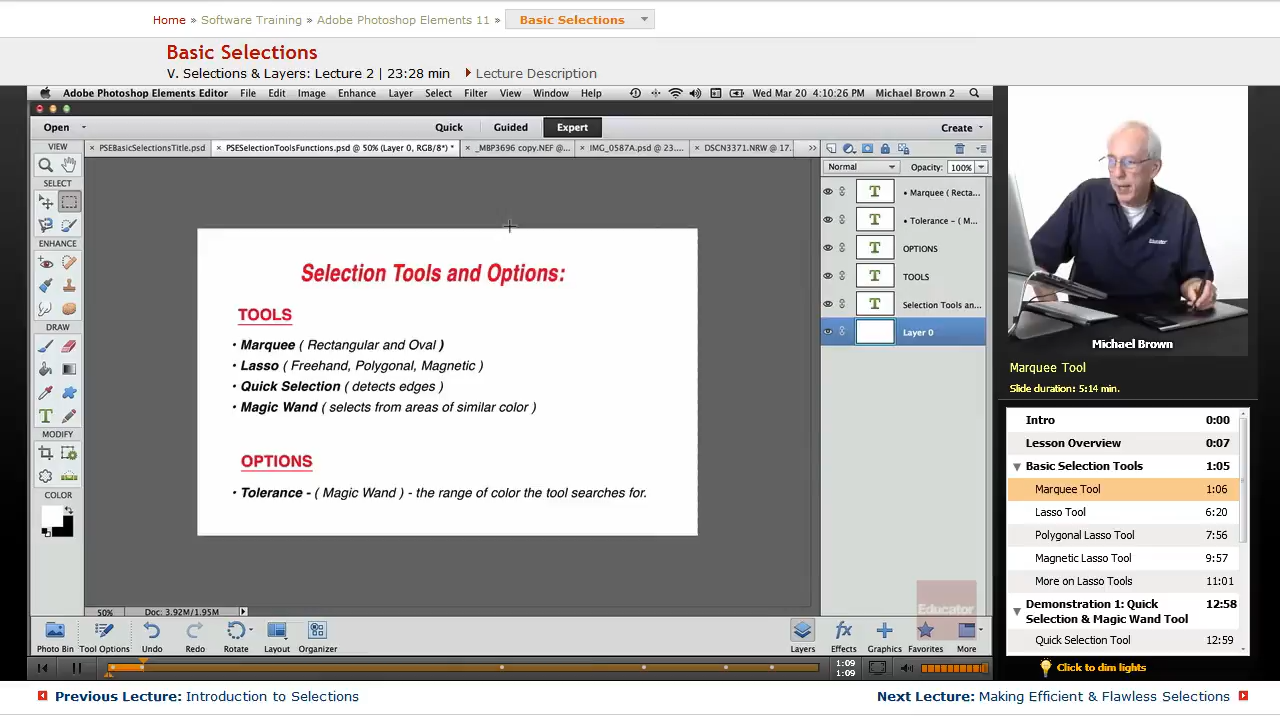 Home » Software Training » Adobe Photoshop Elements 11 » Basic Selections
Basic Selections
V. Selections & Layers: Lecture 2 | 23:28 min Lecture Description
Adobe Photoshop Elements Editor File Edit Image Enhance Layer Select Filter View Window Help Wed Mar 20 4:10:26 PM Michael Brown 2
Open Quick Guided Expert Create
× PSEBasicSelectionsTitle.psd × PSESelectionToolsFunctions.psd @ 50% (Layer 0, RGB/8*) * × _MBP3696 copy.NEF @... × IMG_0587A.psd @ 23.... × DSCN3371.NRW @ 17. >>
VIEW
SELECT
ENHANCE
DRAW
MODIFY
COLOR
Selection Tools and Options:
TOOLS
• Marquee ( Rectangular and Oval )
• Lasso ( Freehand, Polygonal, Magnetic )
• Quick Selection ( detects edges )
• Magic Wand ( selects from areas of similar color )
OPTIONS
• Tolerance - ( Magic Wand ) - the range of color the tool searches for.
Normal Opacity: 100%
T • Marquee ( Recta...
T • Tolerance - ( M...
T OPTIONS
T TOOLS
T Selection Tools an...
Layer 0
50% Doc: 3.92M/1.95M
Educator
Photo Bin Tool Options Undo Redo Rotate Layout Organizer Layers Effects Graphics Favorites More
1:09
1:09
Educator
Michael Brown
Marquee Tool
Slide duration: 5:14 min.
Intro 0:00
Lesson Overview 0:07
Basic Selection Tools 1:05
Marquee Tool 1:06
Lasso Tool 6:20
Polygonal Lasso Tool 7:56
Magnetic Lasso Tool 9:57
More on Lasso Tools 11:01
Demonstration 1: Quick 12:58
Selection & Magic Wand Tool
Quick Selection Tool 12:59
Click to dim lights
Previous Lecture: Introduction to Selections
Next Lecture: Making Efficient & Flawless Selections